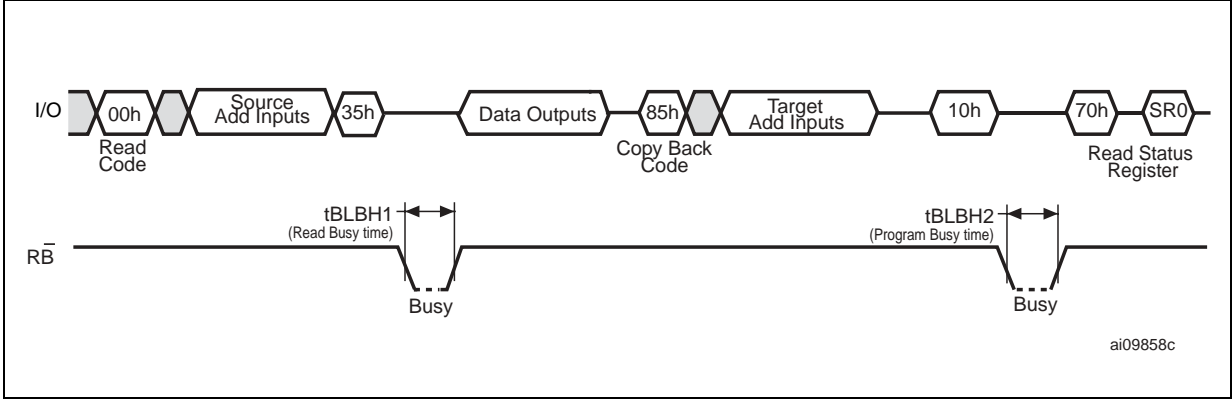 I/O
00h
Source
Add Inputs
35h
Data Outputs
85h
Target
Add Inputs
10h
70h
SR0
Read
Code
Copy Back
Code
Read Status
Register
tBLBH1
(Read Busy time)
tBLBH2
(Program Busy time)
RB̅
Busy
Busy
ai09858c